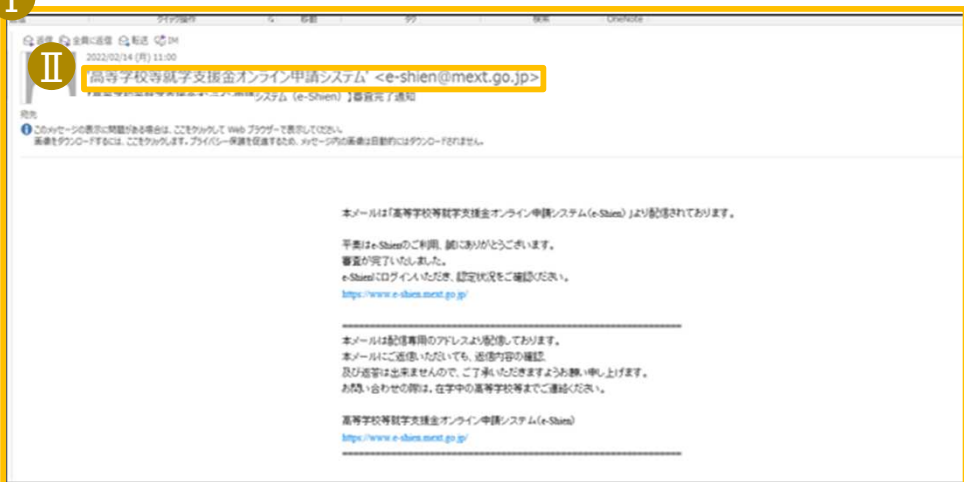 Ⅰ
クイック操作 移動 タグ 検索 OneNote
返信 全員に返信 転送 IM
Ⅱ
2022/02/14 (月) 11:00
'高等学校等就学支援金オンライン申請システム' <e-shien@mext.go.jp>
システム (e-Shien) 】審査完了通知
宛先
このメッセージの表示に問題がある場合は、ここをクリックして Web ブラウザーで表示してください。
画像をダウンロードするには、ここをクリックします。プライバシー保護を促進するため、メッセージ内の画像は自動的にはダウンロードされません。
本メールは「高等学校等就学支援金オンライン申請システム(e-Shien) 」より配信されております。
平素はe-Shienのご利用、誠にありがとうございます。
審査が完了いたしました。
e-Shienにログインいただき、認定状況をご確認ください。
https://www.e-shien.mext.go.jp/
本メールは配信専用のアドレスより配信しております。
本メールにご返信いただいても、返信内容の確認、
及び返答は出来ませんので、ご了承いただきますようお願い申し上げます。
お問い合わせの際は、在学中の高等学校等までご連絡ください。
高等学校等就学支援金オンライン申請システム(e-Shien)
https://www.e-shien.mext.go.jp/